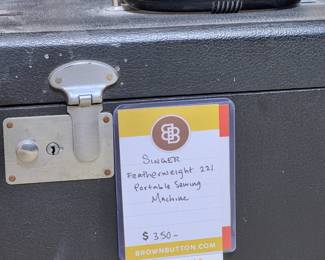 BB
SINGER
Featherweight 221
Portable Sewing
Machine
$350-
BROWNBUTTON.COM